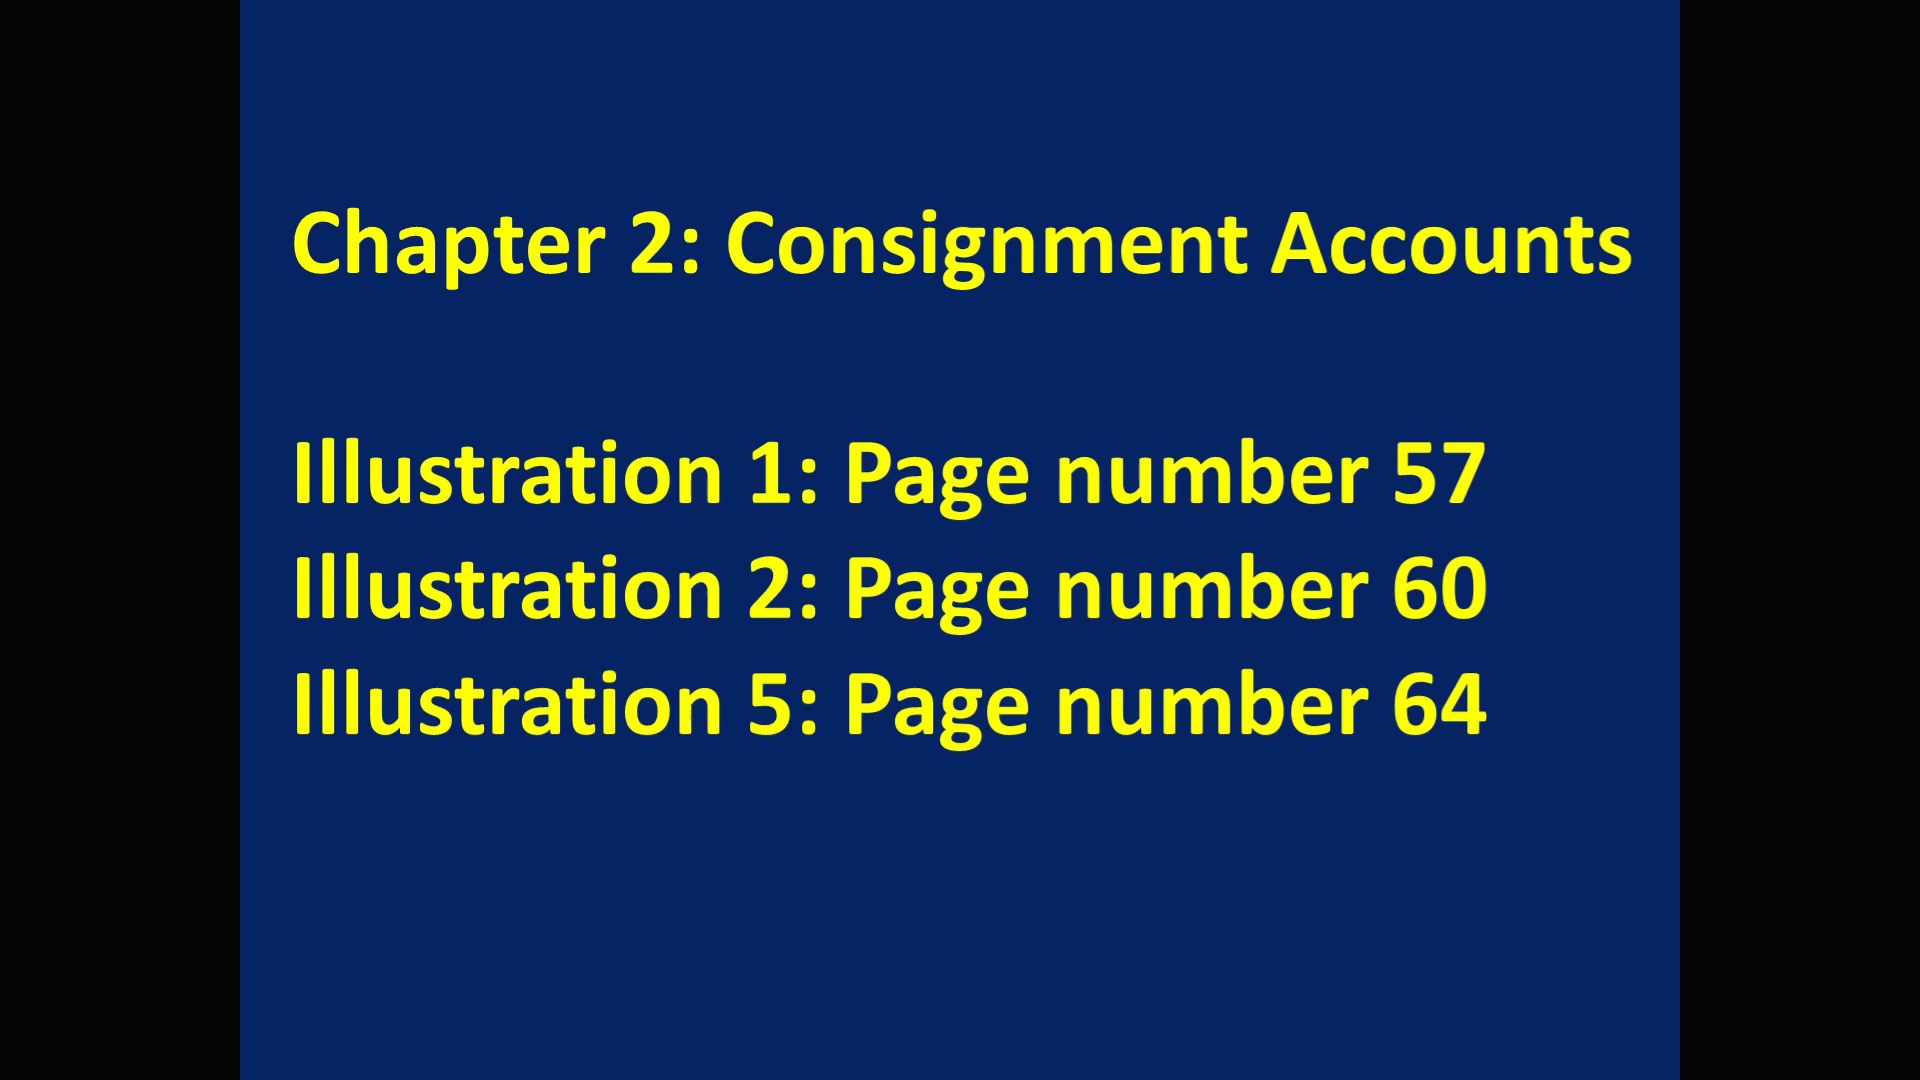 Chapter 2: Consignment Accounts
Illustration 1: Page number 57
Illustration 2: Page number 60
Illustration 5: Page number 64